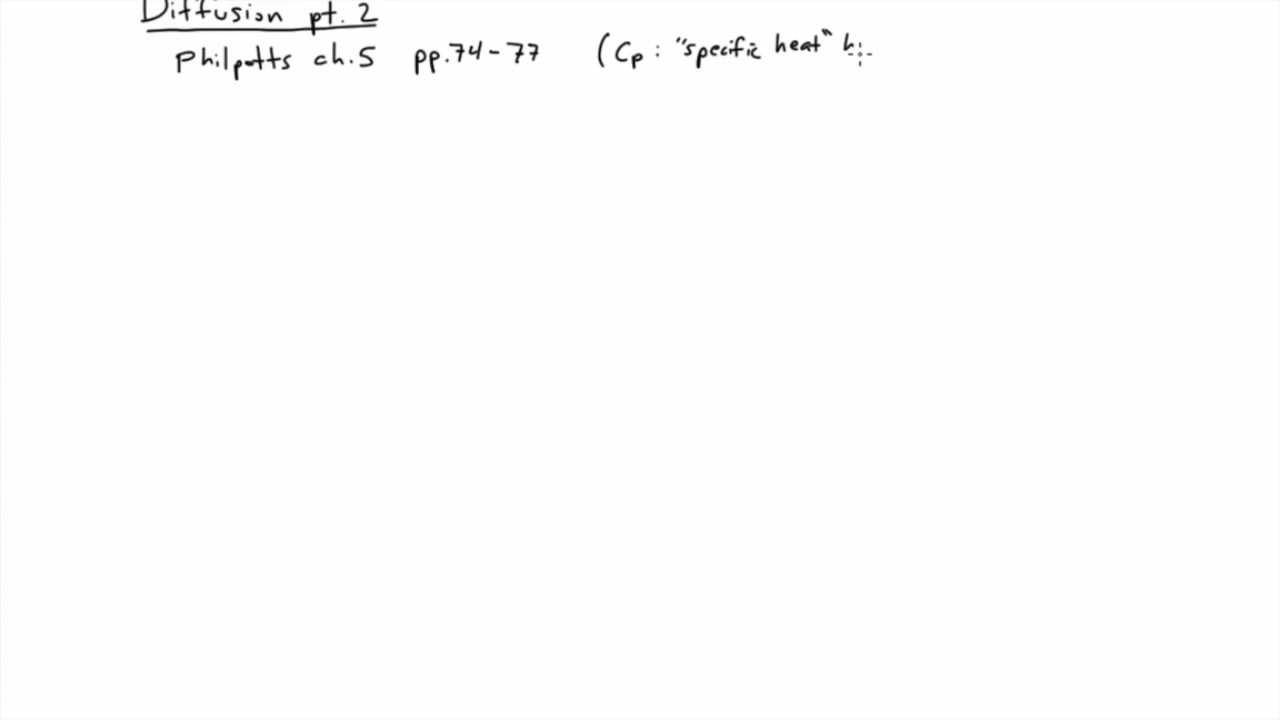 Diffusion pt. 2
Philpotts ch.5 pp.74-77 (Cp : "specific heat"